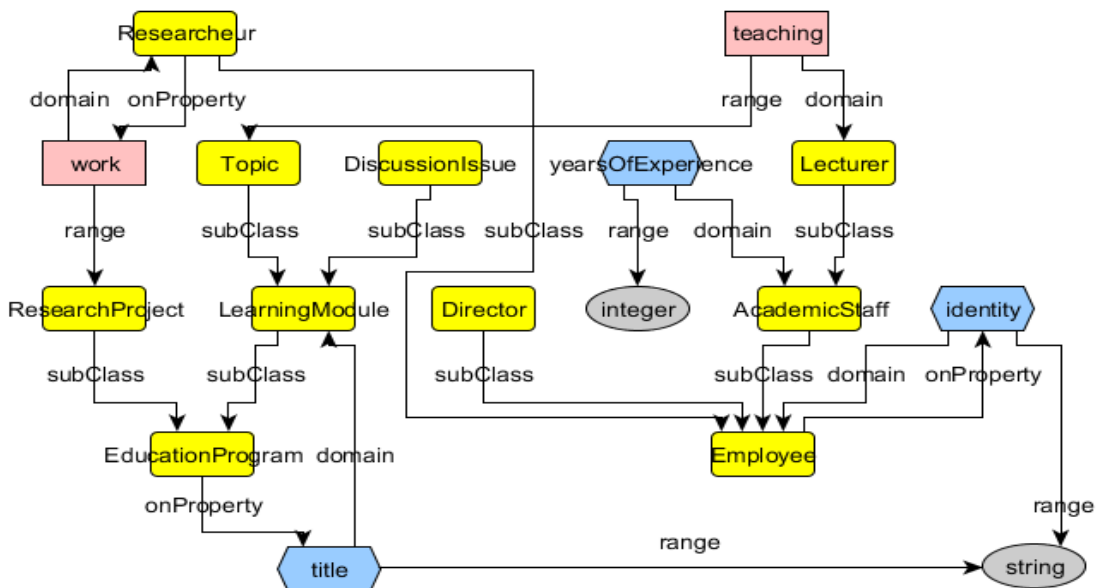 Researcheur
teaching
domain
onProperty
range
domain
work
Topic
DiscussionIssue
yearsOfExperience
Lecturer
range
subClass
subClass
subClass
range
domain
subClass
ResearchProject
LearningModule
Director
integer
AcademicStaff
identity
subClass
subClass
subClass
subClass
domain
onProperty
EducationProgram
domain
Employee
onProperty
range
range
title
string